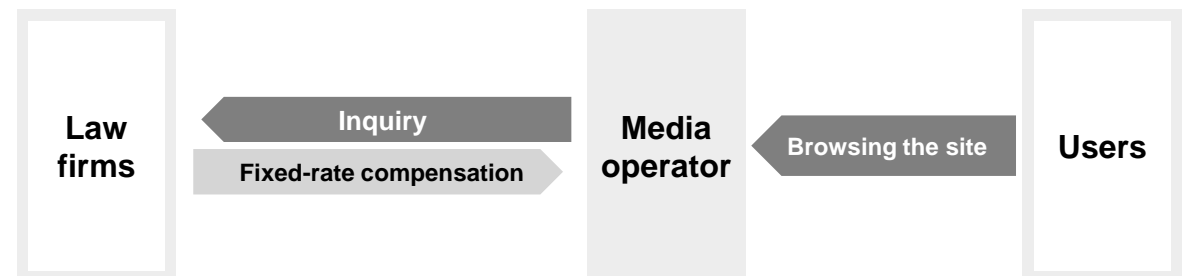 Law
firms
Inquiry
Fixed-rate compensation
Media
operator
Browsing the site
Users